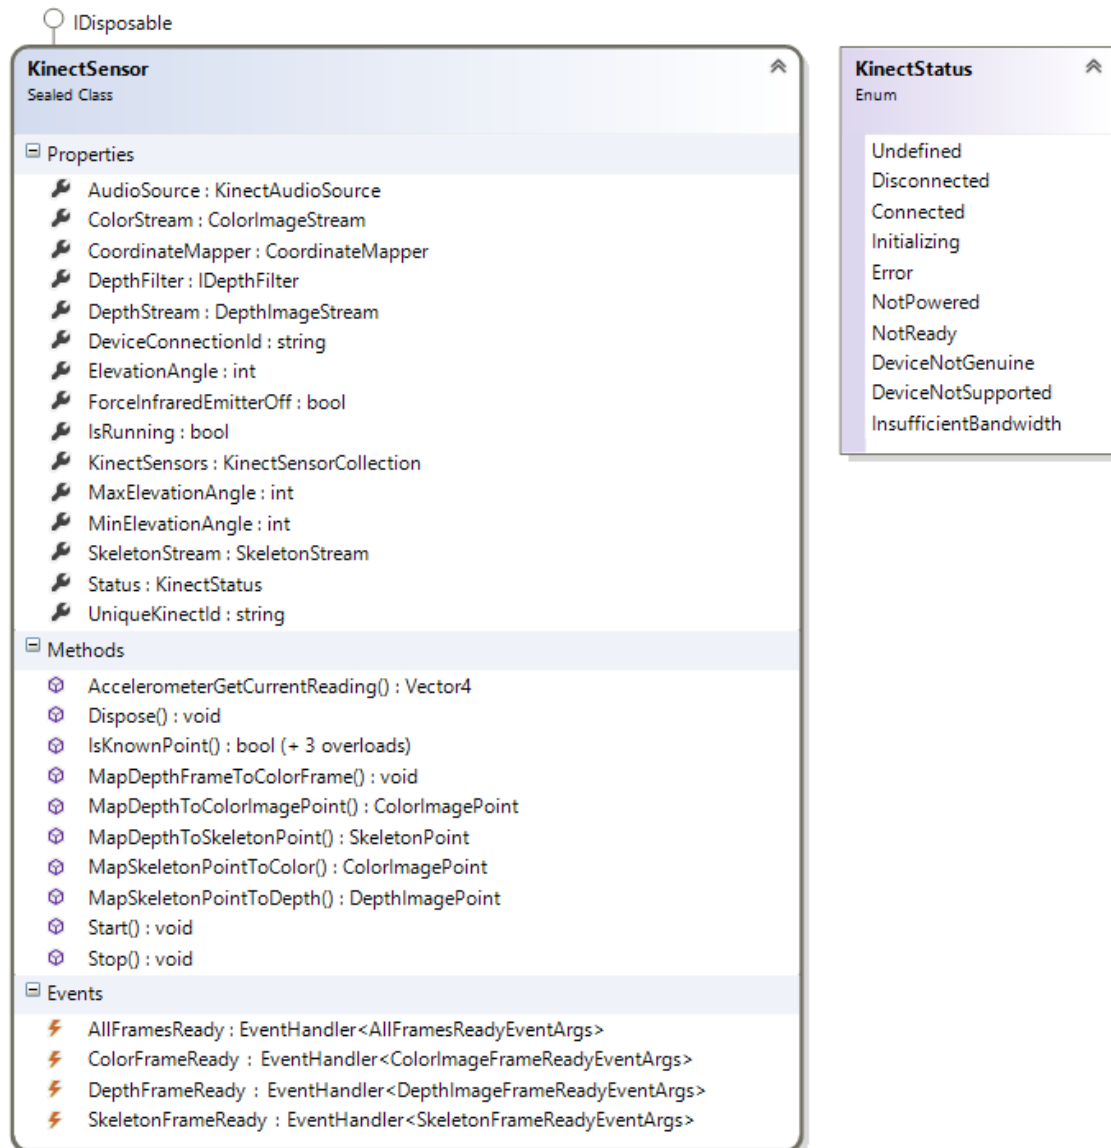 IDisposable
KinectSensor
Sealed Class
Properties
AudioSource : KinectAudioSource
ColorStream : ColorImageStream
CoordinateMapper : CoordinateMapper
DepthFilter : IDepthFilter
DepthStream : DepthImageStream
DeviceConnectionId : string
ElevationAngle : int
ForceInfraredEmitterOff : bool
IsRunning : bool
KinectSensors : KinectSensorCollection
MaxElevationAngle : int
MinElevationAngle : int
SkeletonStream : SkeletonStream
Status : KinectStatus
UniqueKinectId : string
Methods
AccelerometerGetCurrentReading() : Vector4
Dispose() : void
IsKnownPoint() : bool (+ 3 overloads)
MapDepthFrameToColorFrame() : void
MapDepthToColorImagePoint() : ColorImagePoint
MapDepthToSkeletonPoint() : SkeletonPoint
MapSkeletonPointToColor() : ColorImagePoint
MapSkeletonPointToDepth() : DepthImagePoint
Start() : void
Stop() : void
Events
AllFramesReady : EventHandler<AllFramesReadyEventArgs>
ColorFrameReady : EventHandler<ColorImageFrameReadyEventArgs>
DepthFrameReady : EventHandler<DepthImageFrameReadyEventArgs>
SkeletonFrameReady : EventHandler<SkeletonFrameReadyEventArgs>
KinectStatus
Enum
Undefined
Disconnected
Connected
Initializing
Error
NotPowered
NotReady
DeviceNotGenuine
DeviceNotSupported
InsufficientBandwidth